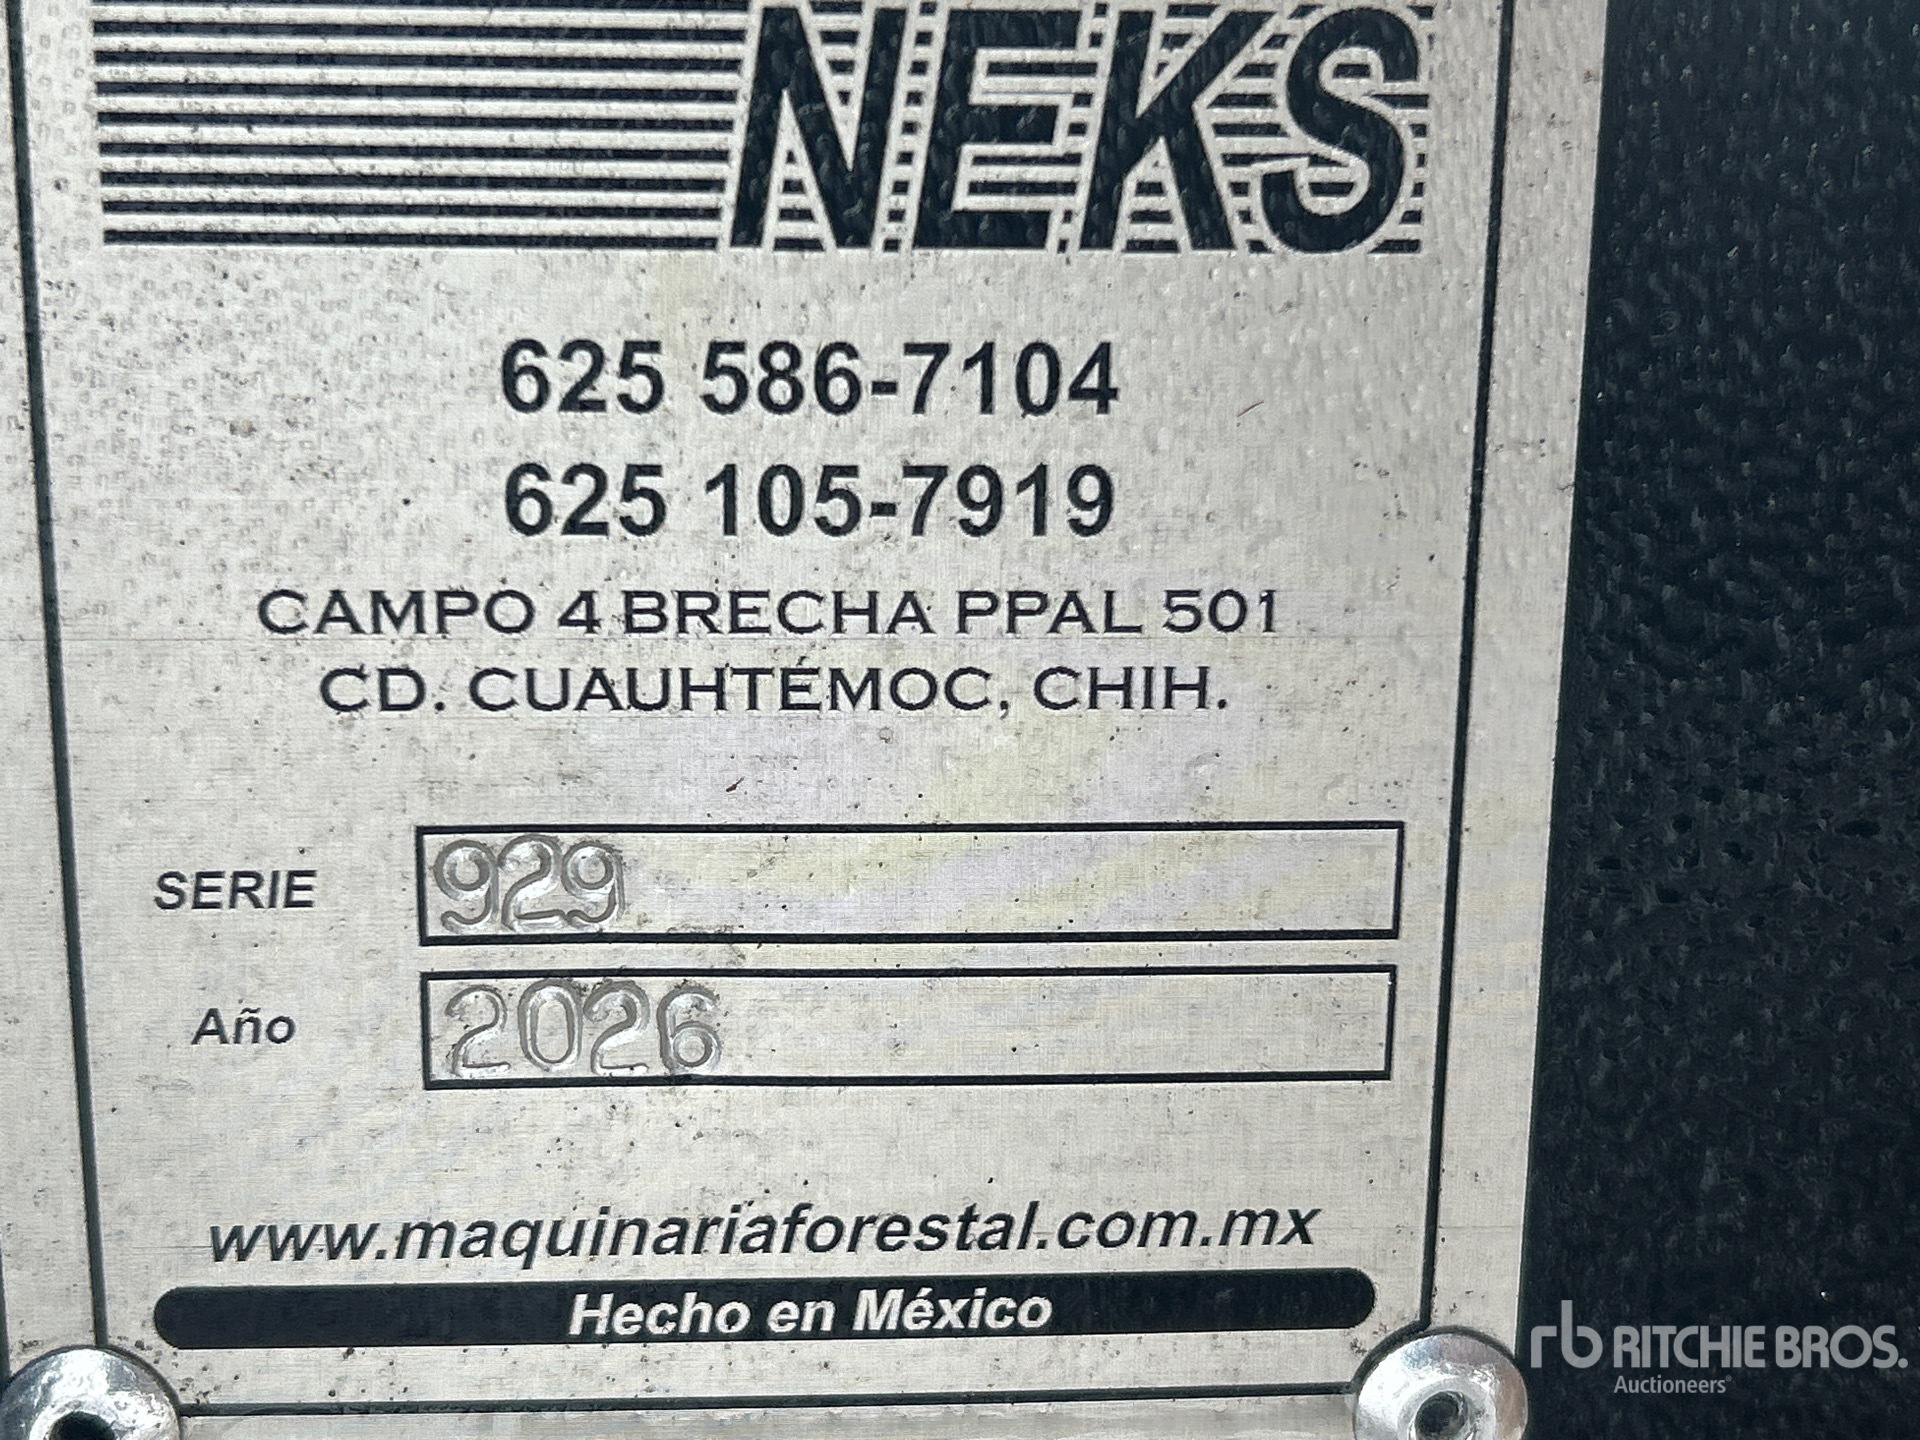 NEKS
625 586-7104
625 105-7919
CAMPO 4 BRECHA PPAL 501
CD. CUAUHTÉMOC, CHIH.
SERIE 929
Año 2026
www.maquinariaforestal.com.mx
Hecho en México
rb RITCHIE BROS.
Auctioneers